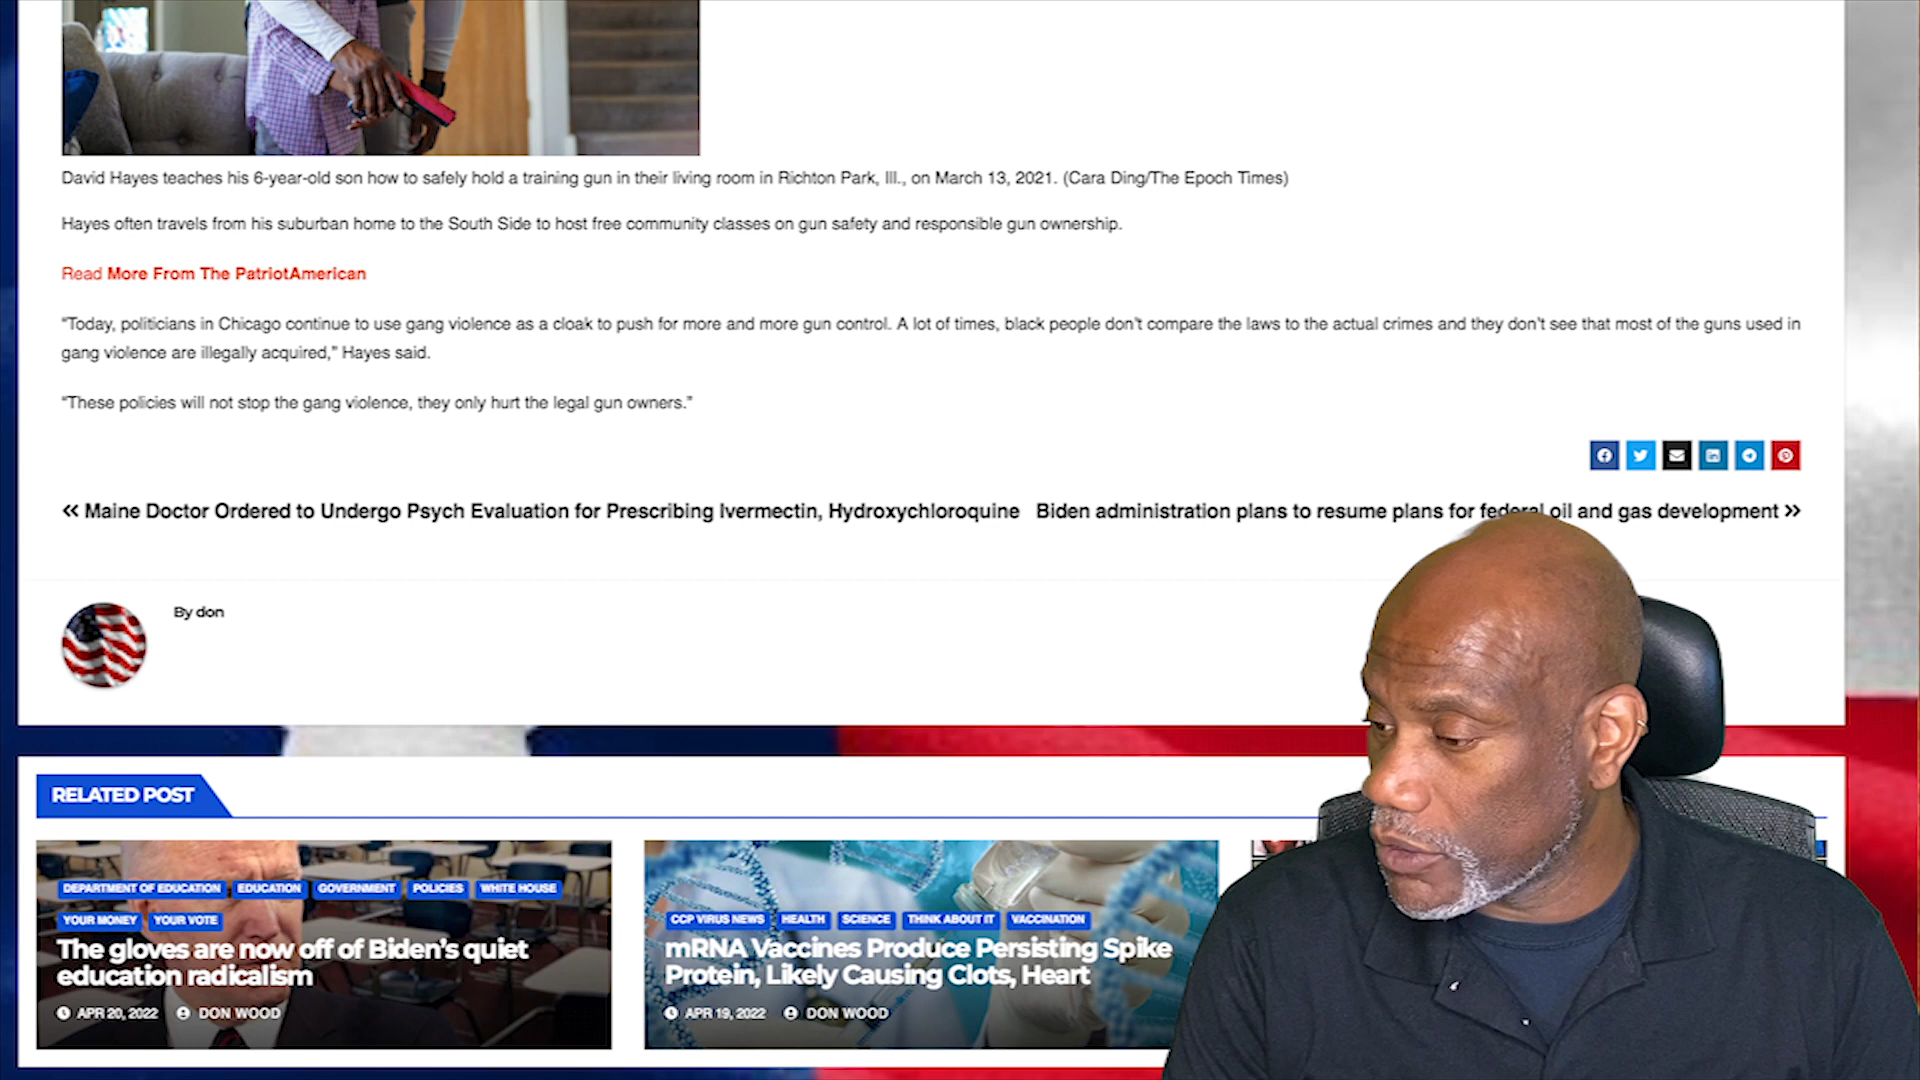 David Hayes teaches his 6-year-old son how to safely hold a training gun in their living room in Richton Park, Ill., on March 13, 2021. (Cara Ding/The Epoch Times)
Hayes often travels from his suburban home to the South Side to host free community classes on gun safety and responsible gun ownership.
Read More From The PatriotAmerican
“Today, politicians in Chicago continue to use gang violence as a cloak to push for more and more gun control. A lot of times, black people don’t compare the laws to the actual crimes and they don’t see that most of the guns used in
gang violence are illegally acquired,” Hayes said.
“These policies will not stop the gang violence, they only hurt the legal gun owners.”
« Maine Doctor Ordered to Undergo Psych Evaluation for Prescribing Ivermectin, Hydroxychloroquine Biden administration plans to resume plans for federal oil and gas development »
By don
RELATED POST
DEPARTMENT OF EDUCATION EDUCATION GOVERNMENT POLICIES WHITE HOUSE
YOUR MONEY YOUR VOTE
The gloves are now off of Biden’s quiet
education radicalism
APR 20, 2022 DON WOOD
CCP VIRUS NEWS HEALTH SCIENCE THINK ABOUT IT VACCINATION
mRNA Vaccines Produce Persisting Spike
Protein, Likely Causing Clots, Heart
APR 19, 2022 DON WOOD